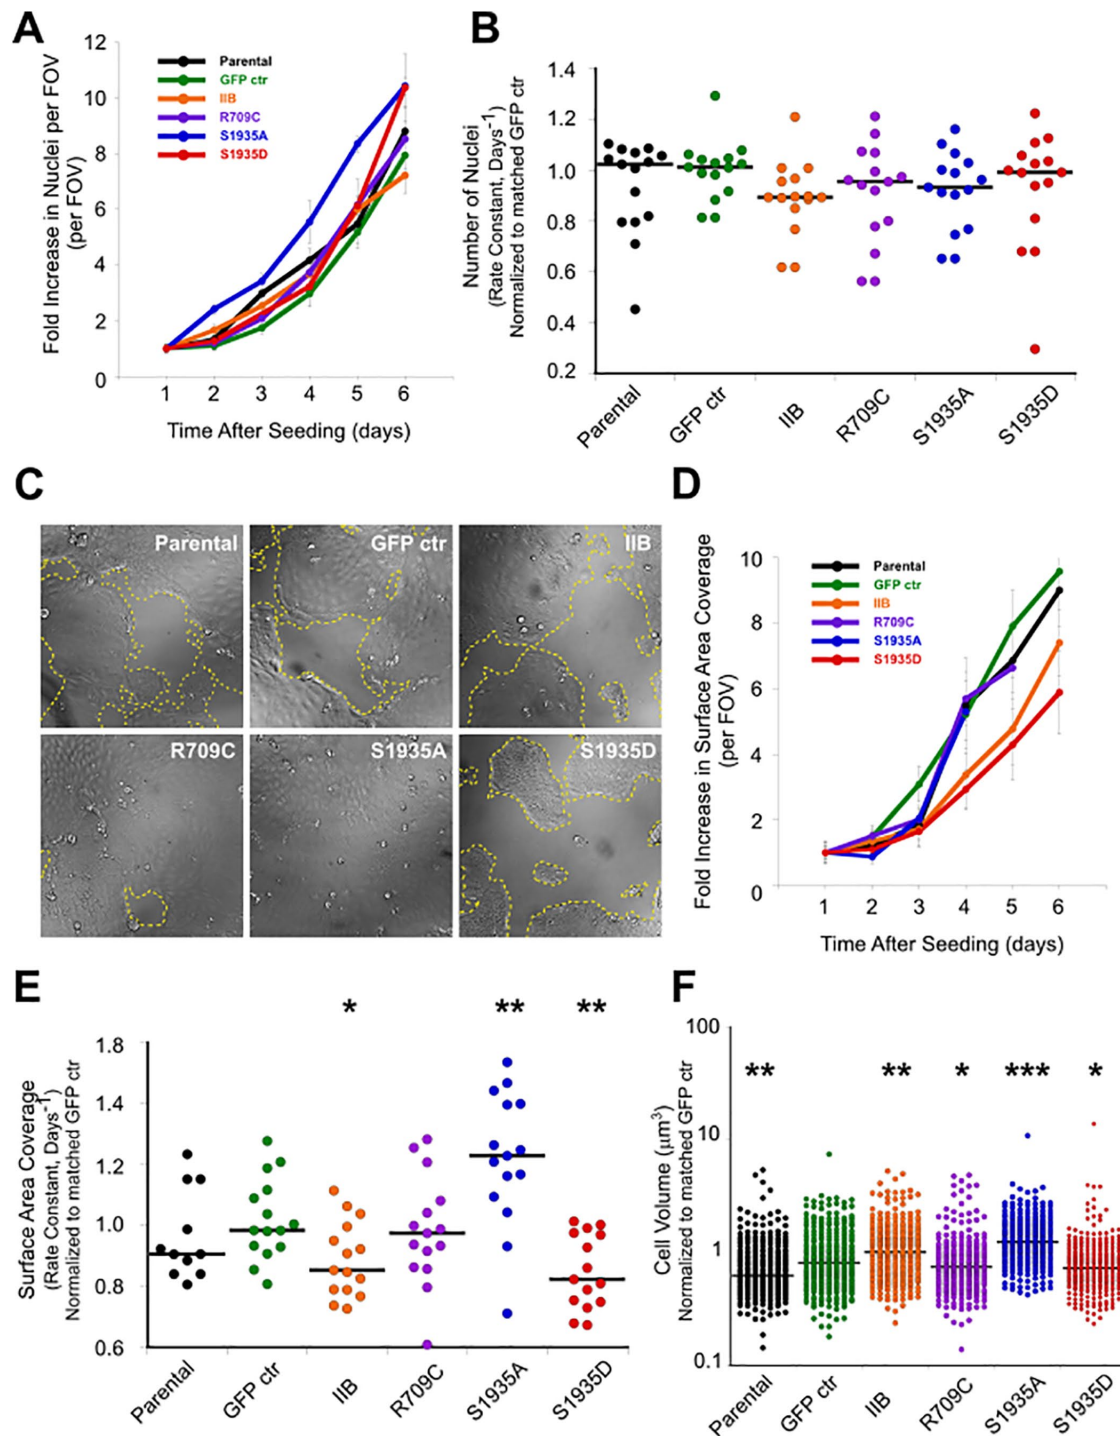 A
Fold Increase in Nuclei per FOV
(per FOV)
12
10
8
6
4
2
0
Parental
GFP ctr
IIB
R709C
S1935A
S1935D
1 2 3 4 5 6
Time After Seeding (days)
B
Number of Nuclei
(Rate Constant, Days⁻¹)
Normalized to matched GFP ctr
1.4
1.2
1.0
0.8
0.6
0.4
0.2
Parental GFP ctr IIB R709C S1935A S1935D
C
Parental GFP ctr IIB
R709C S1935A S1935D
D
Fold Increase in Surface Area Coverage
(per FOV)
10
8
6
4
2
0
Parental
GFP ctr
IIB
R709C
S1935A
S1935D
1 2 3 4 5 6
Time After Seeding (days)
E
Surface Area Coverage
(Rate Constant, Days⁻¹)
Normalized to matched GFP ctr
* ** **
1.8
1.4
1.2
1.0
0.8
0.6
Parental GFP ctr IIB R709C S1935A S1935D
F
Cell Volume (μm³)
Normalized to matched GFP ctr
100
** ** * *** *
10
1
0.1
Parental GFP ctr IIB R709C S1935A S1935D